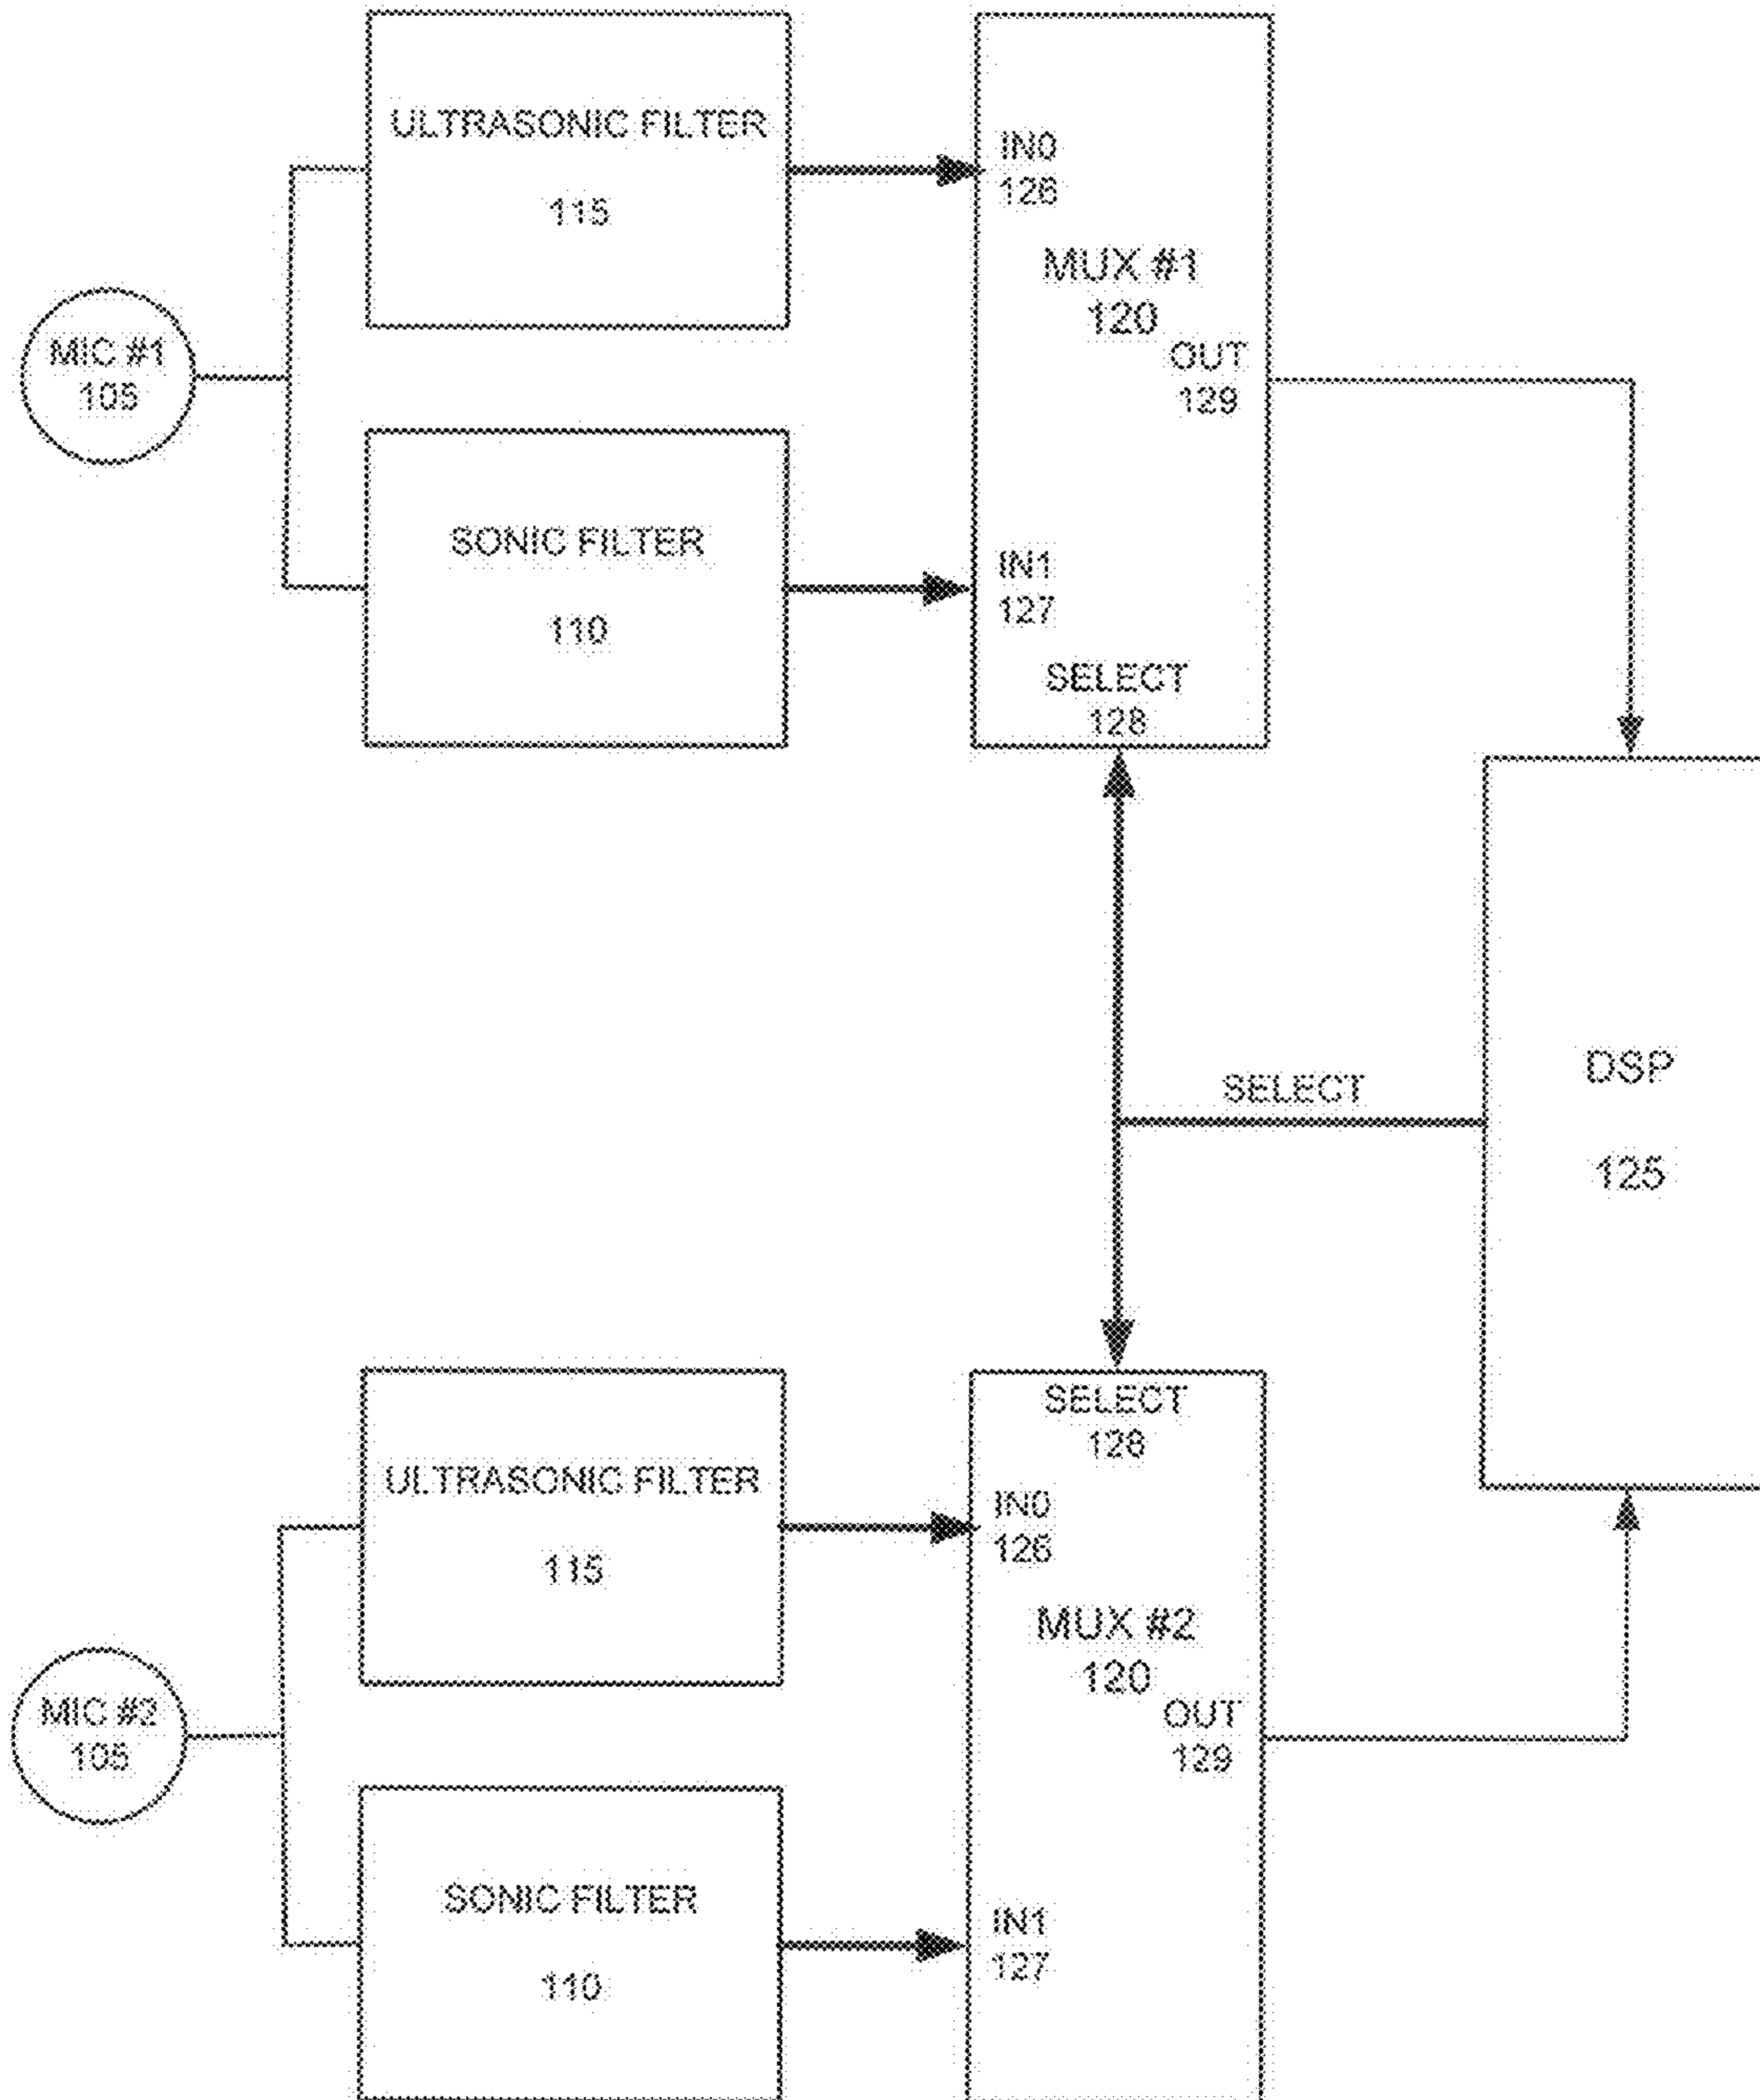 ULTRASONIC FILTER
115
IN0
126
MUX #1
120
MIC #1
105
OUT
129
SONIC FILTER
110
IN1
127
SELECT
128
DSP
125
SELECT
SELECT
128
ULTRASONIC FILTER
115
IN0
126
MUX #2
120
MIC #2
105
OUT
129
SONIC FILTER
110
IN1
127